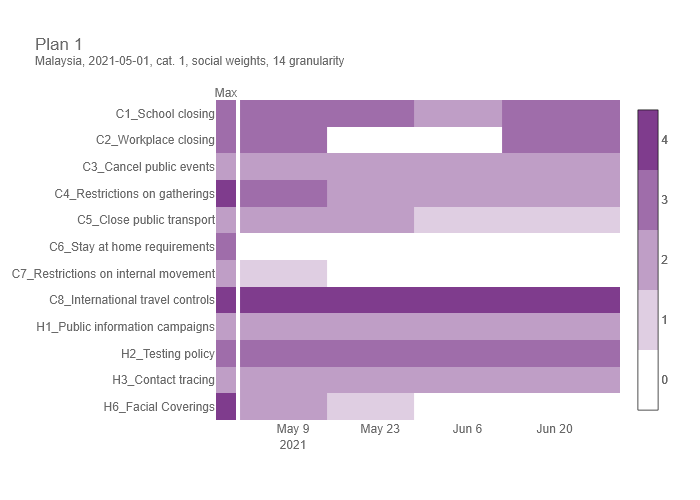 Plan 1
Malaysia, 2021-05-01, cat. 1, social weights, 14 granularity
Max
C1_School closing
C2_Workplace closing
C3_Cancel public events
C4_Restrictions on gatherings
C5_Close public transport
C6_Stay at home requirements
C7_Restrictions on internal movement
C8_International travel controls
H1_Public information campaigns
H2_Testing policy
H3_Contact tracing
H6_Facial Coverings
May 9
2021
May 23
Jun 6
Jun 20
4
3
2
1
0